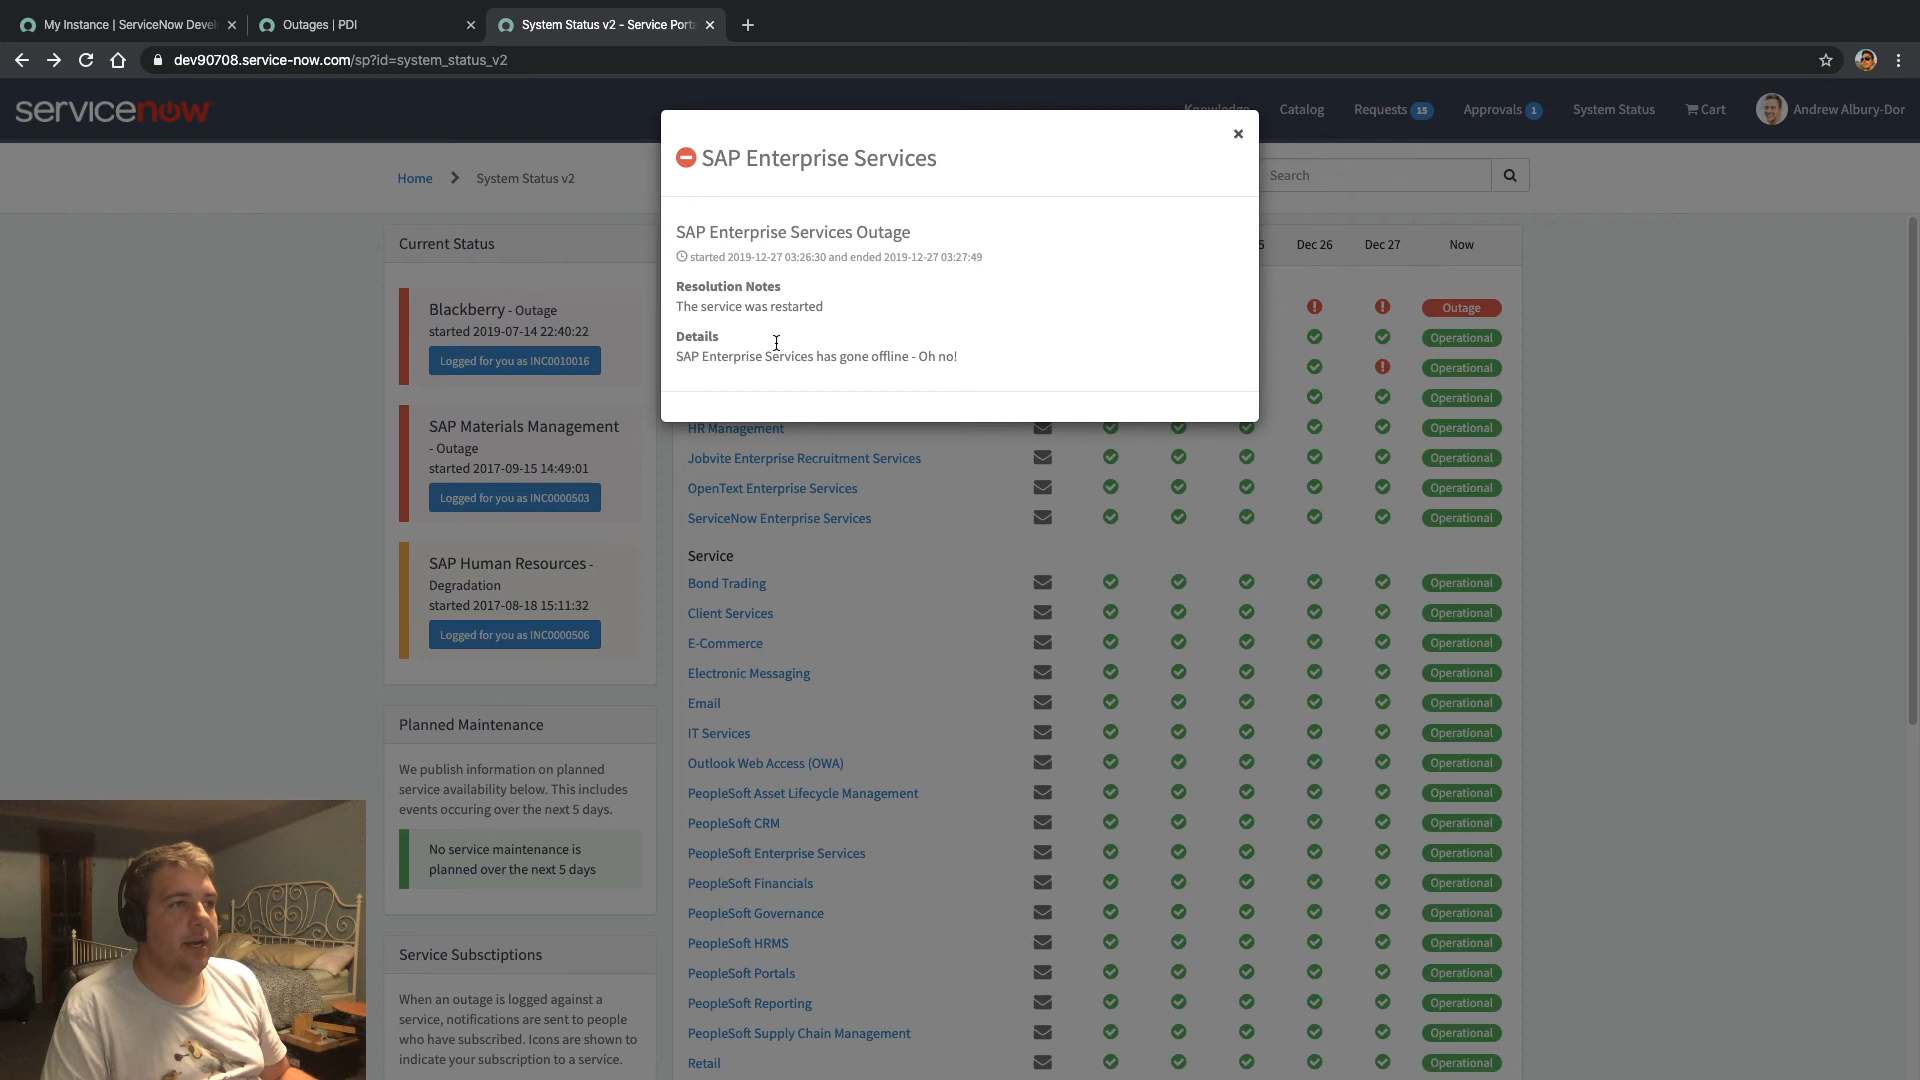 My Instance | ServiceNow Devel
Outages | PDI
System Status v2 - Service Porta
dev90708.service-now.com/sp?id=system_status_v2
servicenow
Knowledge
Catalog
Requests 15
Approvals 1
System Status
Cart
Andrew Albury-Dor
Home
System Status v2
Search
SAP Enterprise Services
SAP Enterprise Services Outage
started 2019-12-27 03:26:30 and ended 2019-12-27 03:27:49
Resolution Notes
The service was restarted
Details
SAP Enterprise Services has gone offline - Oh no!
Current Status
Blackberry - Outage
started 2019-07-14 22:40:22
Logged for you as INC0010016
SAP Materials Management
- Outage
started 2017-09-15 14:49:01
Logged for you as INC0000503
SAP Human Resources -
Degradation
started 2017-08-18 15:11:32
Logged for you as INC0000506
Planned Maintenance
We publish information on planned
service availability below. This includes
events occuring over the next 5 days.
No service maintenance is
planned over the next 5 days
Service Subsctiptions
When an outage is logged against a
service, notifications are sent to people
who have subscribed. Icons are shown to
indicate your subscription to a service.
5 Dec 26 Dec 27 Now
Outage
Operational
Operational
Operational
HR Management Operational
Jobvite Enterprise Recruitment Services Operational
OpenText Enterprise Services Operational
ServiceNow Enterprise Services Operational
Service
Bond Trading Operational
Client Services Operational
E-Commerce Operational
Electronic Messaging Operational
Email Operational
IT Services Operational
Outlook Web Access (OWA) Operational
PeopleSoft Asset Lifecycle Management Operational
PeopleSoft CRM Operational
PeopleSoft Enterprise Services Operational
PeopleSoft Financials Operational
PeopleSoft Governance Operational
PeopleSoft HRMS Operational
PeopleSoft Portals Operational
PeopleSoft Reporting Operational
PeopleSoft Supply Chain Management Operational
Retail Operational